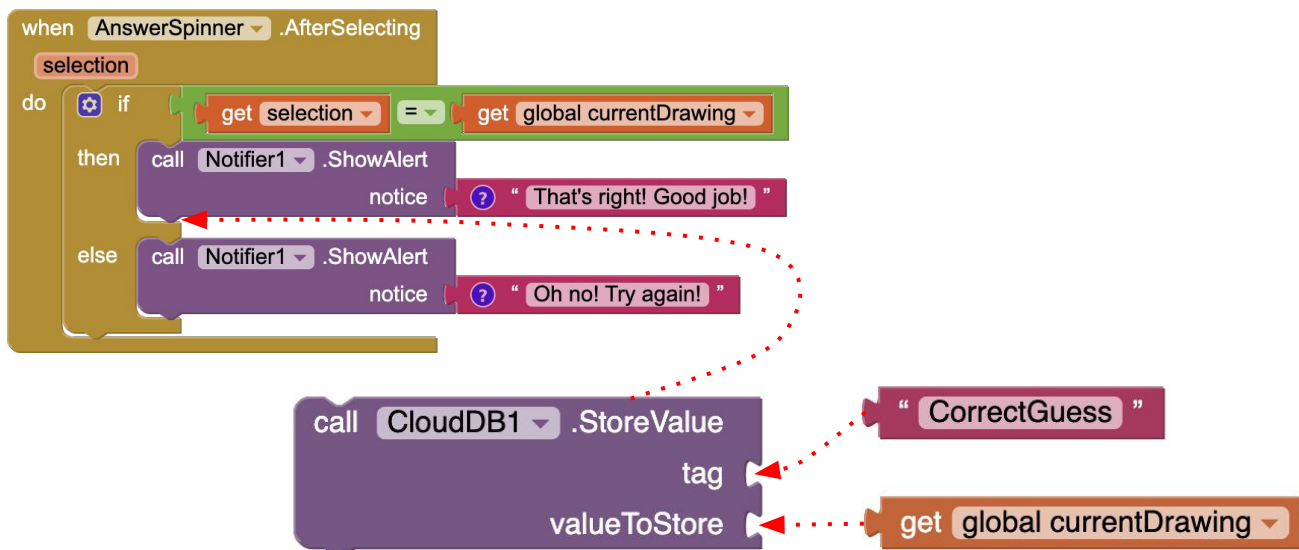 when AnswerSpinner .AfterSelecting
selection
do if get selection = get global currentDrawing
then call Notifier1 .ShowAlert
notice ? " That's right! Good job! "
else call Notifier1 .ShowAlert
notice ? " Oh no! Try again! "
call CloudDB1 .StoreValue
" CorrectGuess "
tag
valueToStore
get global currentDrawing